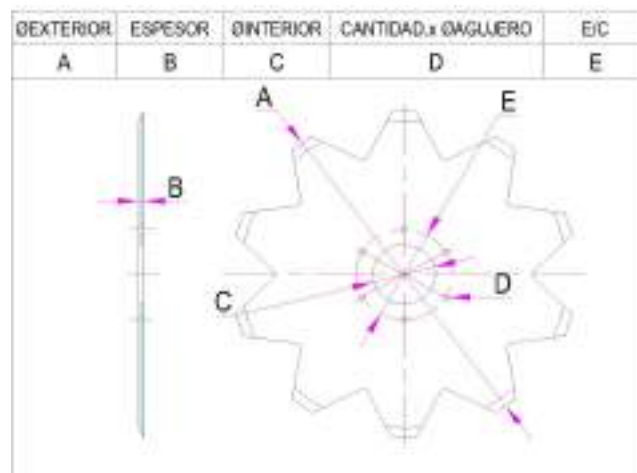 ØEXTERIOR ESPESOR ØINTERIOR CANTIDAD.x ØAGUJERO E/C
A B C D E
A E
B
C D